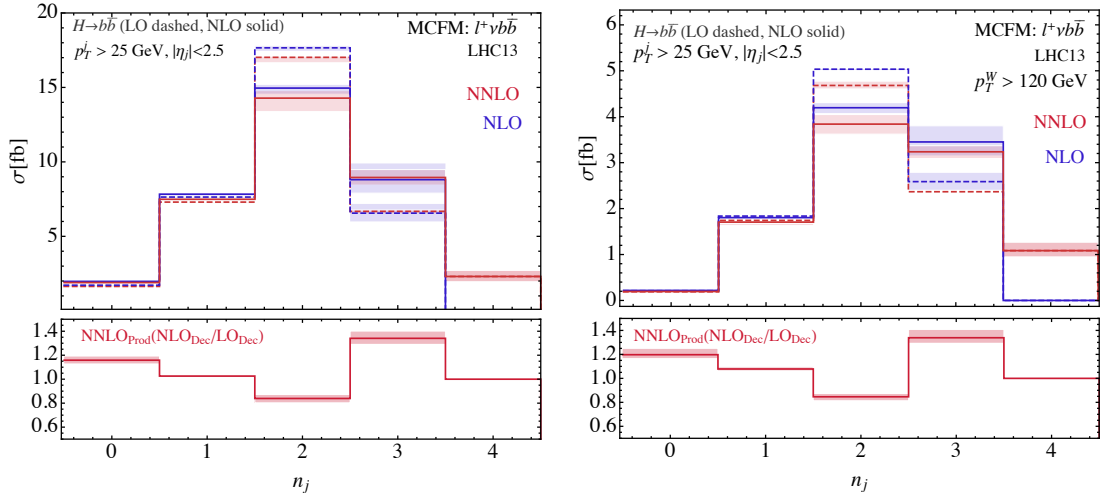 H→bb̄ (LO dashed, NLO solid)
p_T^j > 25 GeV, |η_j|<2.5
MCFM: l⁺νbb̄
LHC13
NNLO
NLO
σ[fb]
20
15
10
5
NNLO_Prod(NLO_Dec/LO_Dec)
1.4
1.2
1.0
0.8
0.6
0 1 2 3 4
n_j
H→bb̄ (LO dashed, NLO solid)
p_T^j > 25 GeV, |η_j|<2.5
MCFM: l⁺νbb̄
LHC13
p_T^W > 120 GeV
NNLO
NLO
σ[fb]
6
5
4
3
2
1
0
NNLO_Prod(NLO_Dec/LO_Dec)
1.4
1.2
1.0
0.8
0.6
0 1 2 3 4
n_j